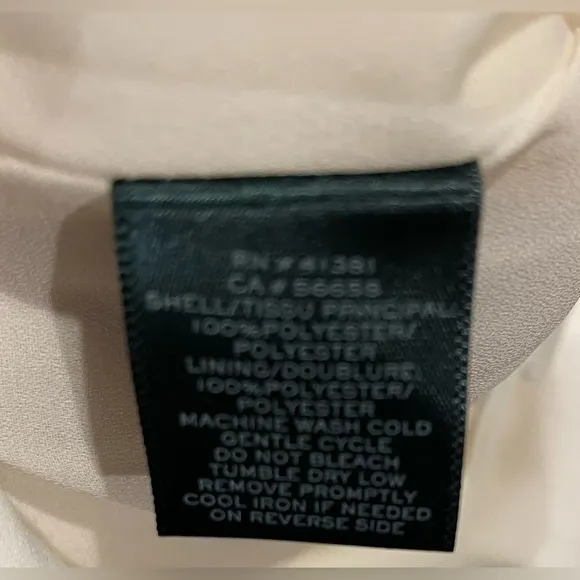 RN # 41381
CA # 56658
SHELL/TISSU PRINCIPAL
100% POLYESTER/
POLYESTER
LINING/DOUBLURE
100% POLYESTER/
POLYESTER
MACHINE WASH COLD
GENTLE CYCLE
DO NOT BLEACH
TUMBLE DRY LOW
REMOVE PROMPTLY
COOL IRON IF NEEDED
ON REVERSE SIDE